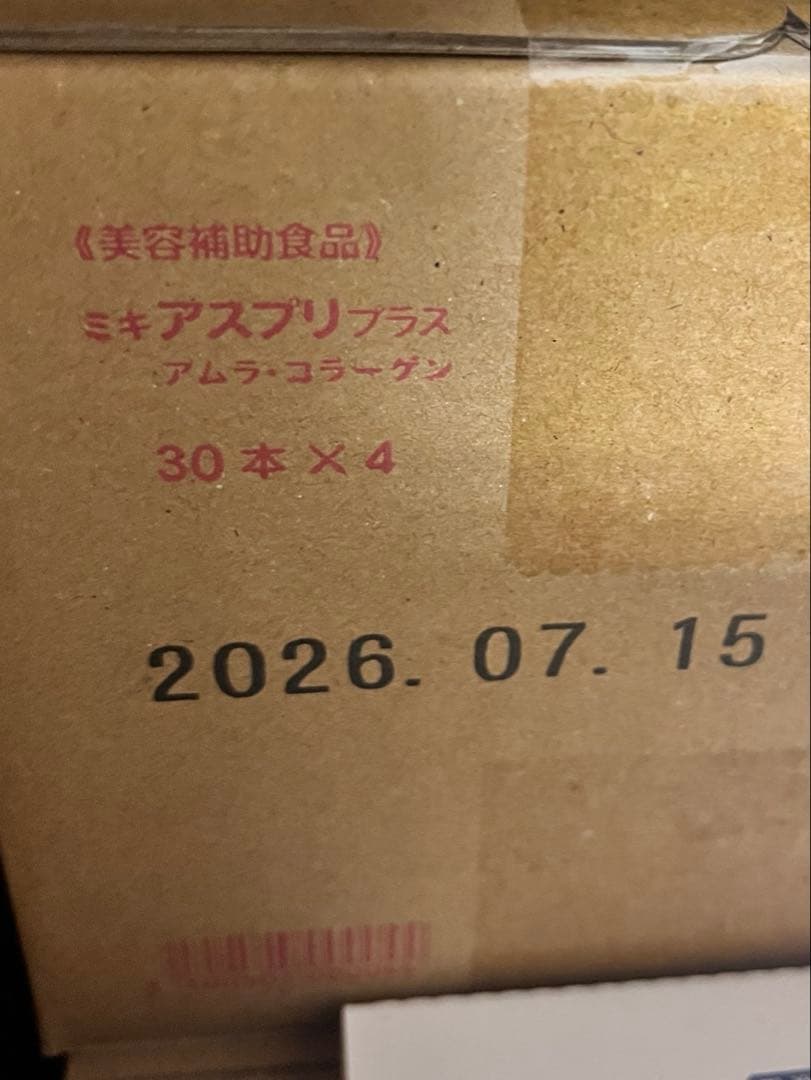 《美容補助食品》
ミキアスプリプラス
アムラ・コラーゲン
30本×4
2026. 07. 15